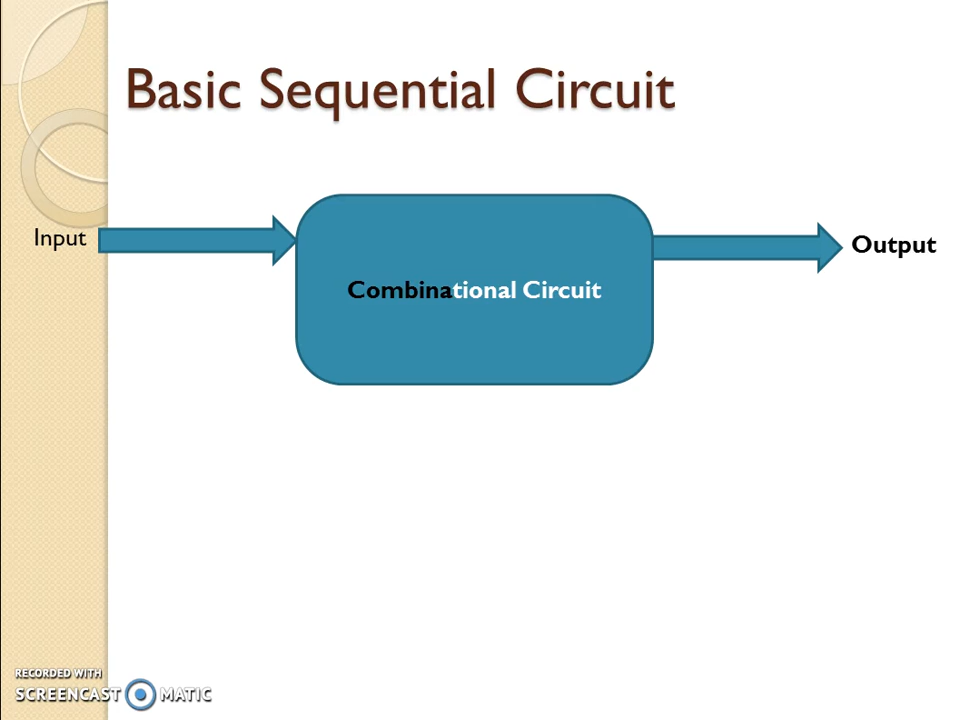 Basic Sequential Circuit
Input
Output
Combinational Circuit
RECORDED WITH
SCREENCAST MATIC